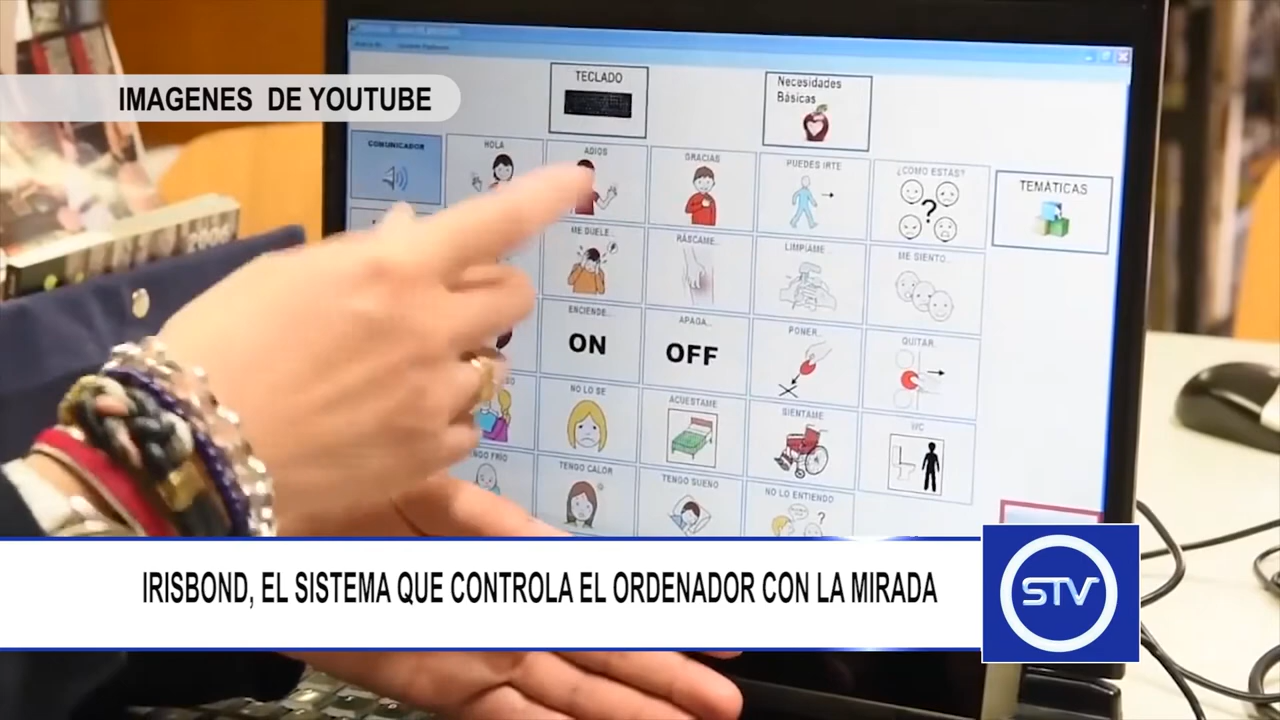 IMAGENES DE YOUTUBE
TECLADO
Necesidades
Básicas
COMUNICADOR
HOLA
ADIOS
GRACIAS
PUEDES IRTE
¿COMO ESTAS?
TEMÁTICAS
ME DUELE..
RÁSCAME..
LIMPIAME..
ME SIENTO..
ENCIENDE..
APAGA..
PONER..
QUITAR..
ON
OFF
NO LO SE
ACUESTAME
SIENTAME
WC
TENGO CALOR
TENGO SUEÑO
NO LO ENTIENDO
IRISBOND, EL SISTEMA QUE CONTROLA EL ORDENADOR CON LA MIRADA
STV